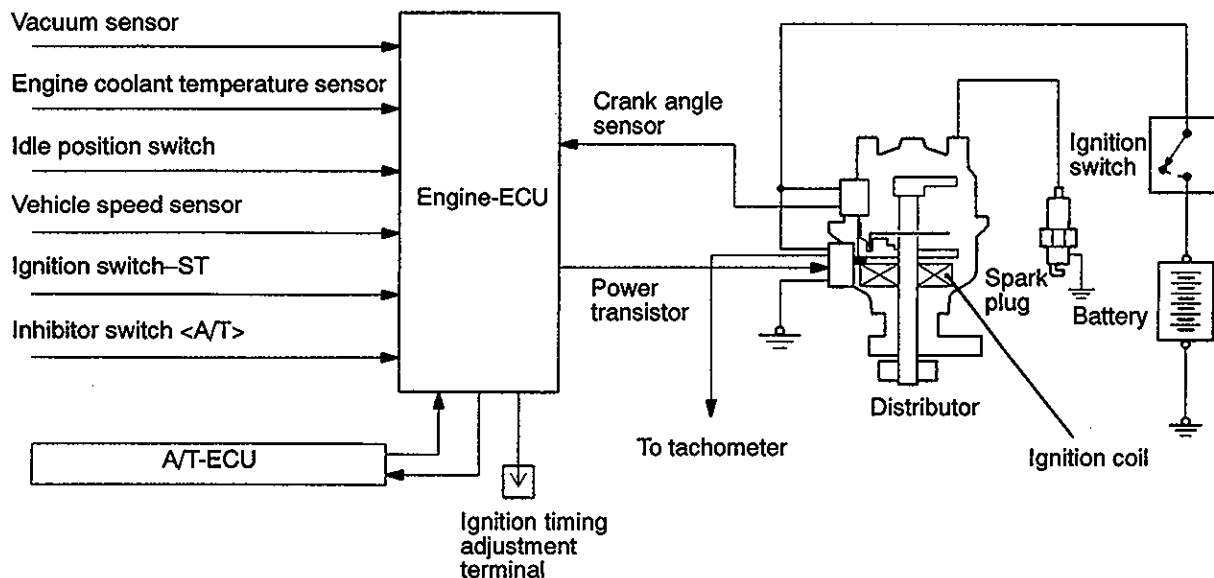 Vacuum sensor
Engine coolant temperature sensor
Idle position switch
Vehicle speed sensor
Ignition switch–ST
Inhibitor switch <A/T>
A/T-ECU
Engine-ECU
Ignition timing
adjustment
terminal
Crank angle
sensor
Power
transistor
To tachometer
Distributor
Spark
plug
Ignition coil
Ignition
switch
Battery